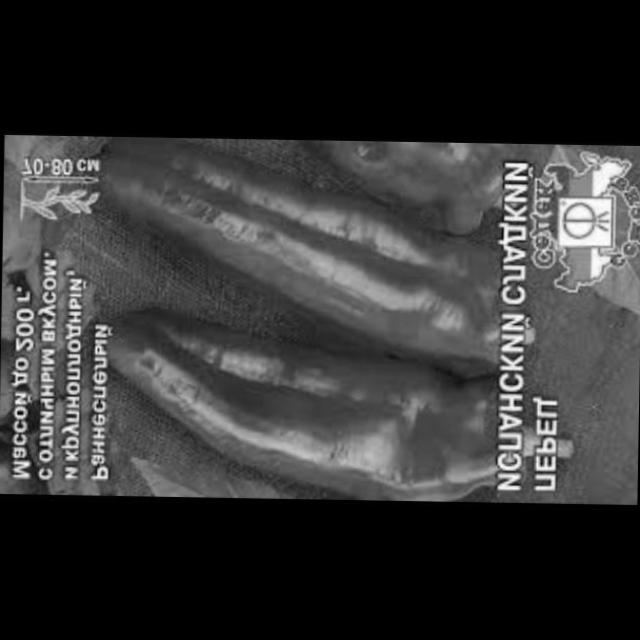 ПЕРЕЦ
ИСПАНСКИЙ СЛАДКИЙ
Раннеспелый
и крупноплодный,
с отличным вкусом,
массой до 200 г.
70-80 см